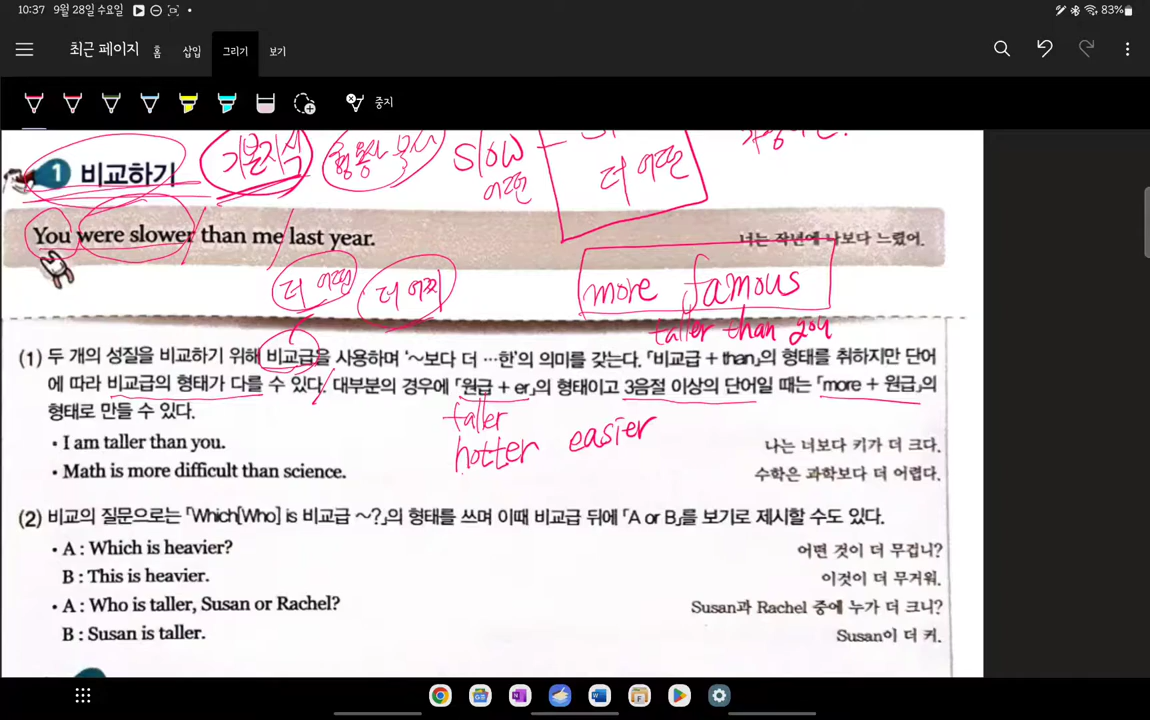 10:37 9월 28일 수요일 83%
최근 페이지 홈 삽입 그리기 보기
중지
기본지식 형용사 부사 slow 어떤 더 어떤
1 비교하기
You were slower than me last year. 너는 작년에 나보다 느렸어.
더 어떤 더 어찌 more famous
taller than you
(1) 두 개의 성질을 비교하기 위해 비교급을 사용하며 '~보다 더 …한'의 의미를 갖는다. 「비교급 + than」의 형태를 취하지만 단어
에 따라 비교급의 형태가 다를 수 있다. 대부분의 경우에 「원급 + er」의 형태이고 3음절 이상의 단어일 때는 「more + 원급」의
형태로 만들 수 있다.
taller
• I am taller than you. 나는 너보다 키가 더 크다.
hotter easier
• Math is more difficult than science. 수학은 과학보다 더 어렵다.
(2) 비교의 질문으로는 「Which[Who] is 비교급 ~?」의 형태를 쓰며 이때 비교급 뒤에 「A or B」를 보기로 제시할 수도 있다.
• A : Which is heavier? 어떤 것이 더 무겁니?
B : This is heavier. 이것이 더 무거워.
• A : Who is taller, Susan or Rachel? Susan과 Rachel 중에 누가 더 크니?
B : Susan is taller. Susan이 더 커.